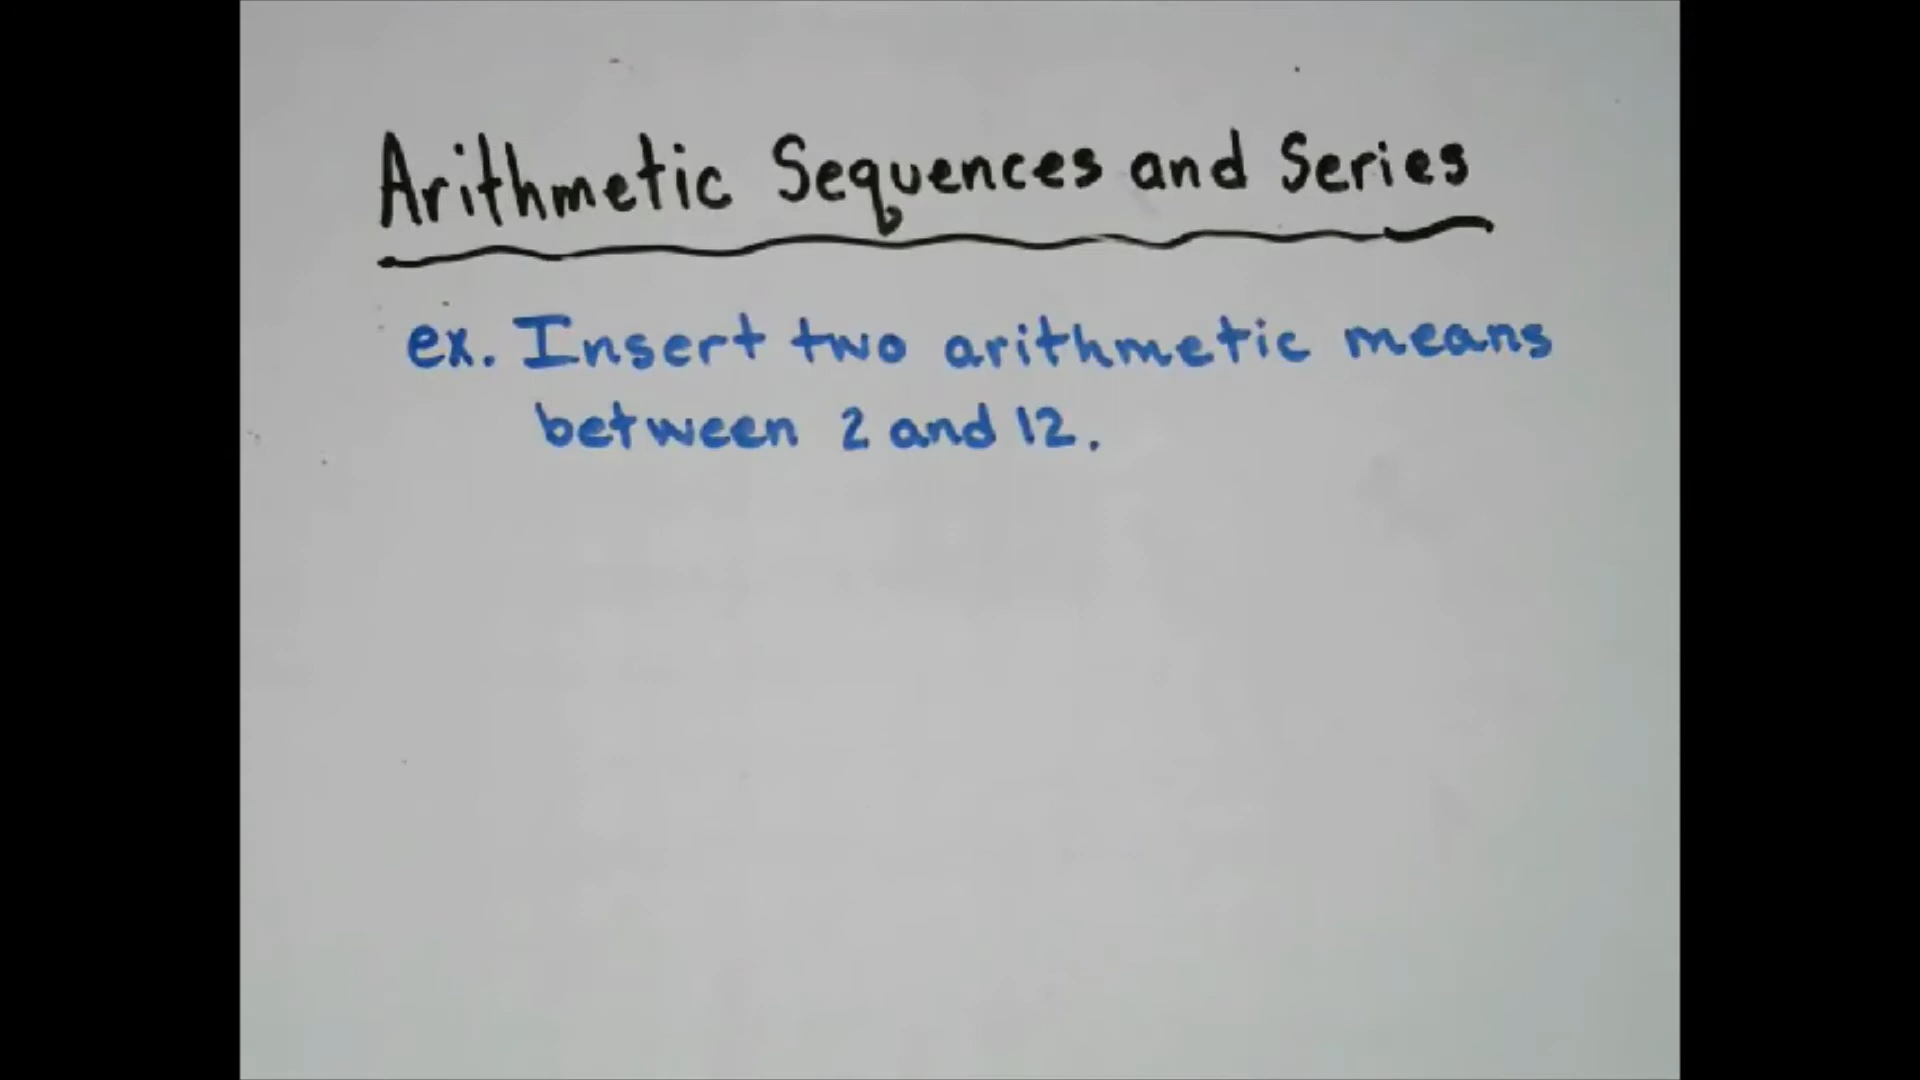 Arithmetic Sequences and Series
ex. Insert two arithmetic means
between 2 and 12.